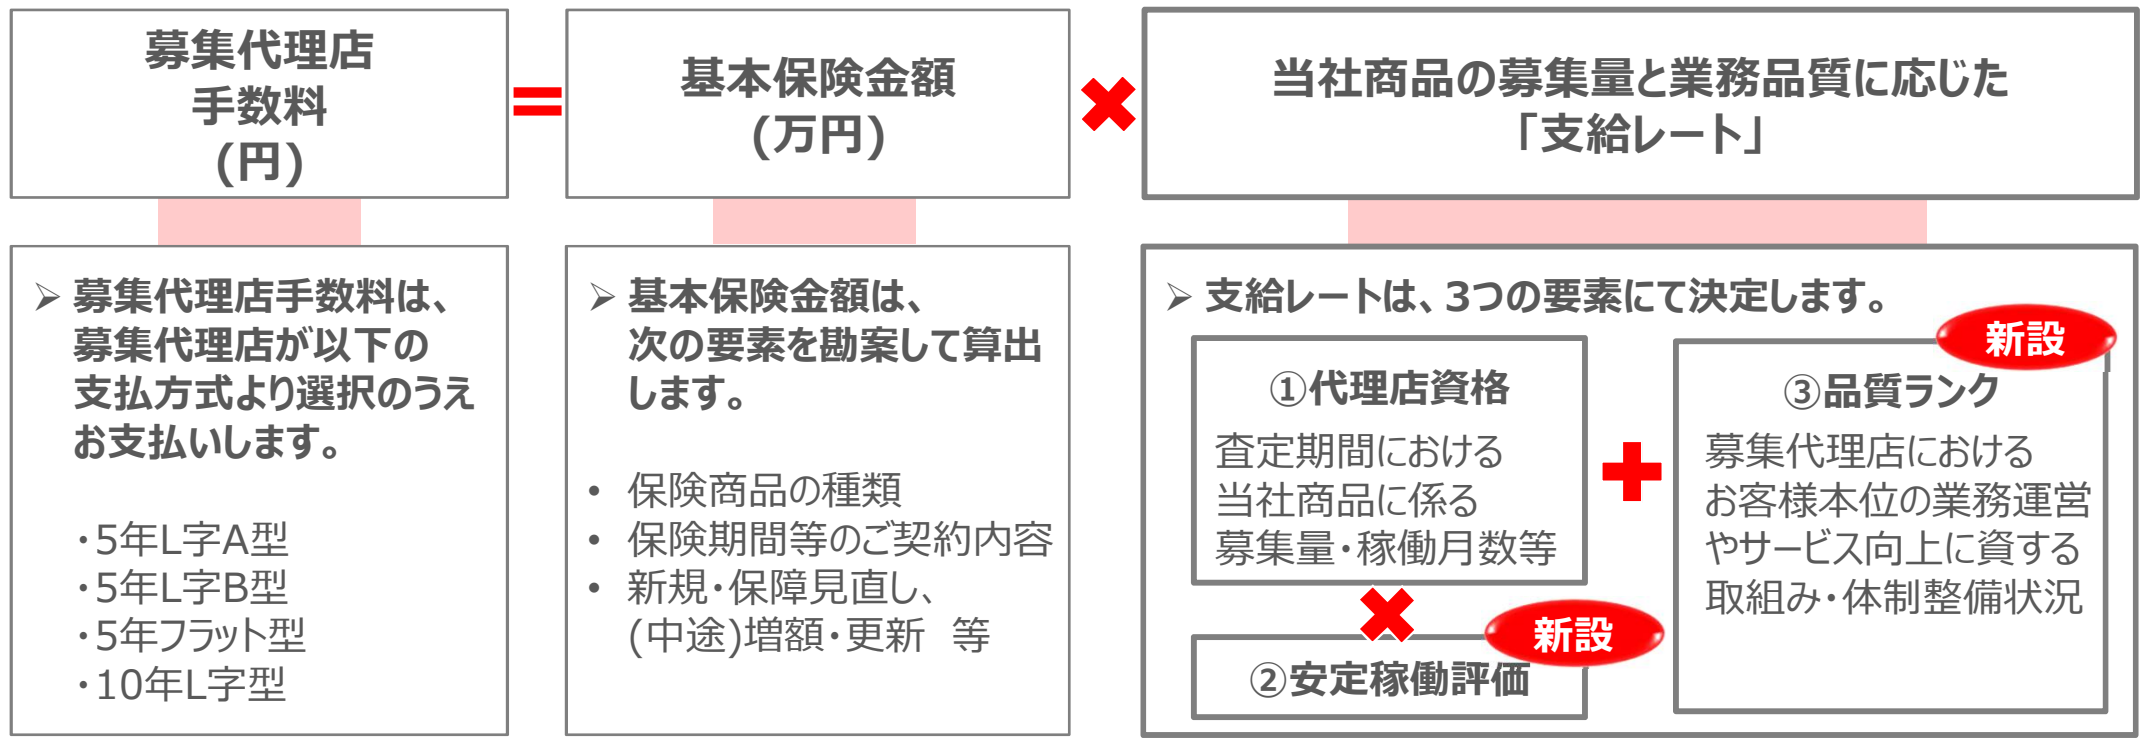 募集代理店
手数料
(円)
=
基本保険金額
(万円)
×
当社商品の募集量と業務品質に応じた
「支給レート」
➢ 募集代理店手数料は、
募集代理店が以下の
支払方式より選択のうえ
お支払いします。
・5年L字A型
・5年L字B型
・5年フラット型
・10年L字型
➢ 基本保険金額は、
次の要素を勘案して算出
します。
• 保険商品の種類
• 保険期間等のご契約内容
• 新規・保障見直し、
(中途)増額・更新 等
➢ 支給レートは、3つの要素にて決定します。
①代理店資格
査定期間における
当社商品に係る
募集量・稼働月数等
×
新設
②安定稼働評価
+
新設
③品質ランク
募集代理店における
お客様本位の業務運営
やサービス向上に資する
取組み・体制整備状況